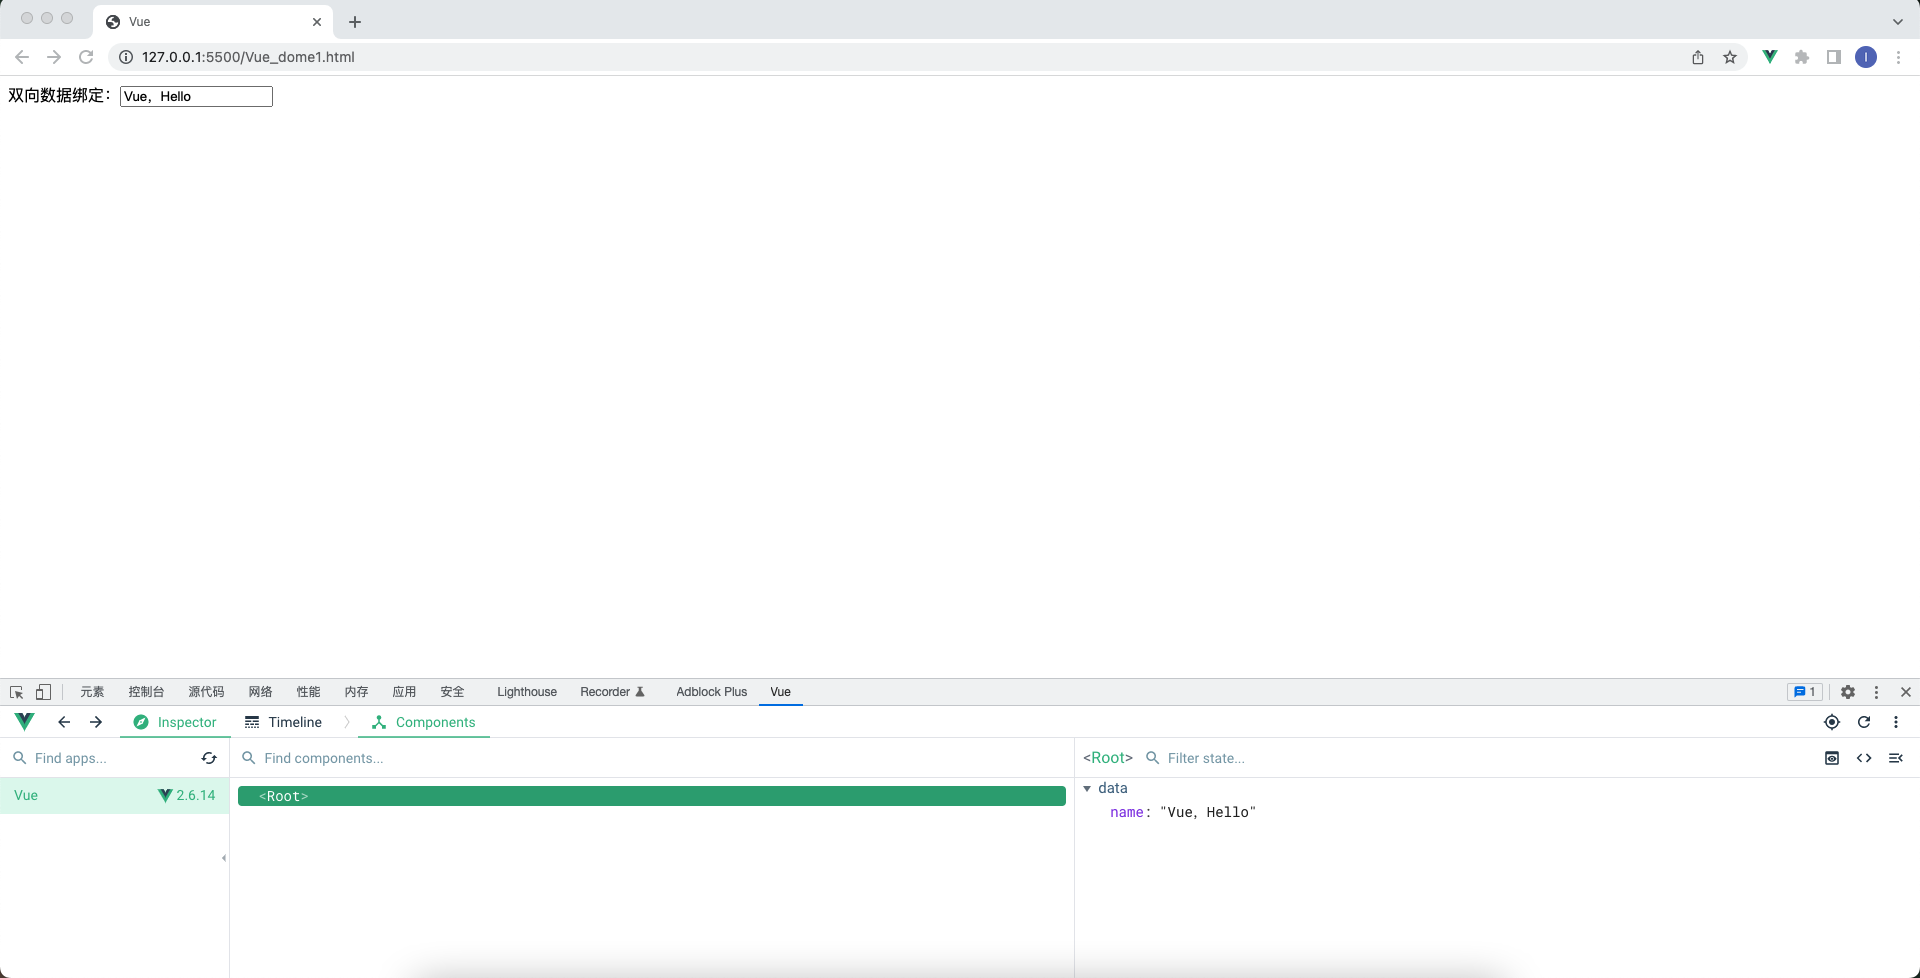 Vue
127.0.0.1:5500/Vue_dome1.html
I
双向数据绑定： Vue，Hello
元素 控制台 源代码 网络 性能 内存 应用 安全 Lighthouse Recorder Adblock Plus Vue 1
Inspector Timeline Components
Find apps... Find components... <Root> Filter state...
Vue 2.6.14 <Root> data
name: "Vue，Hello"